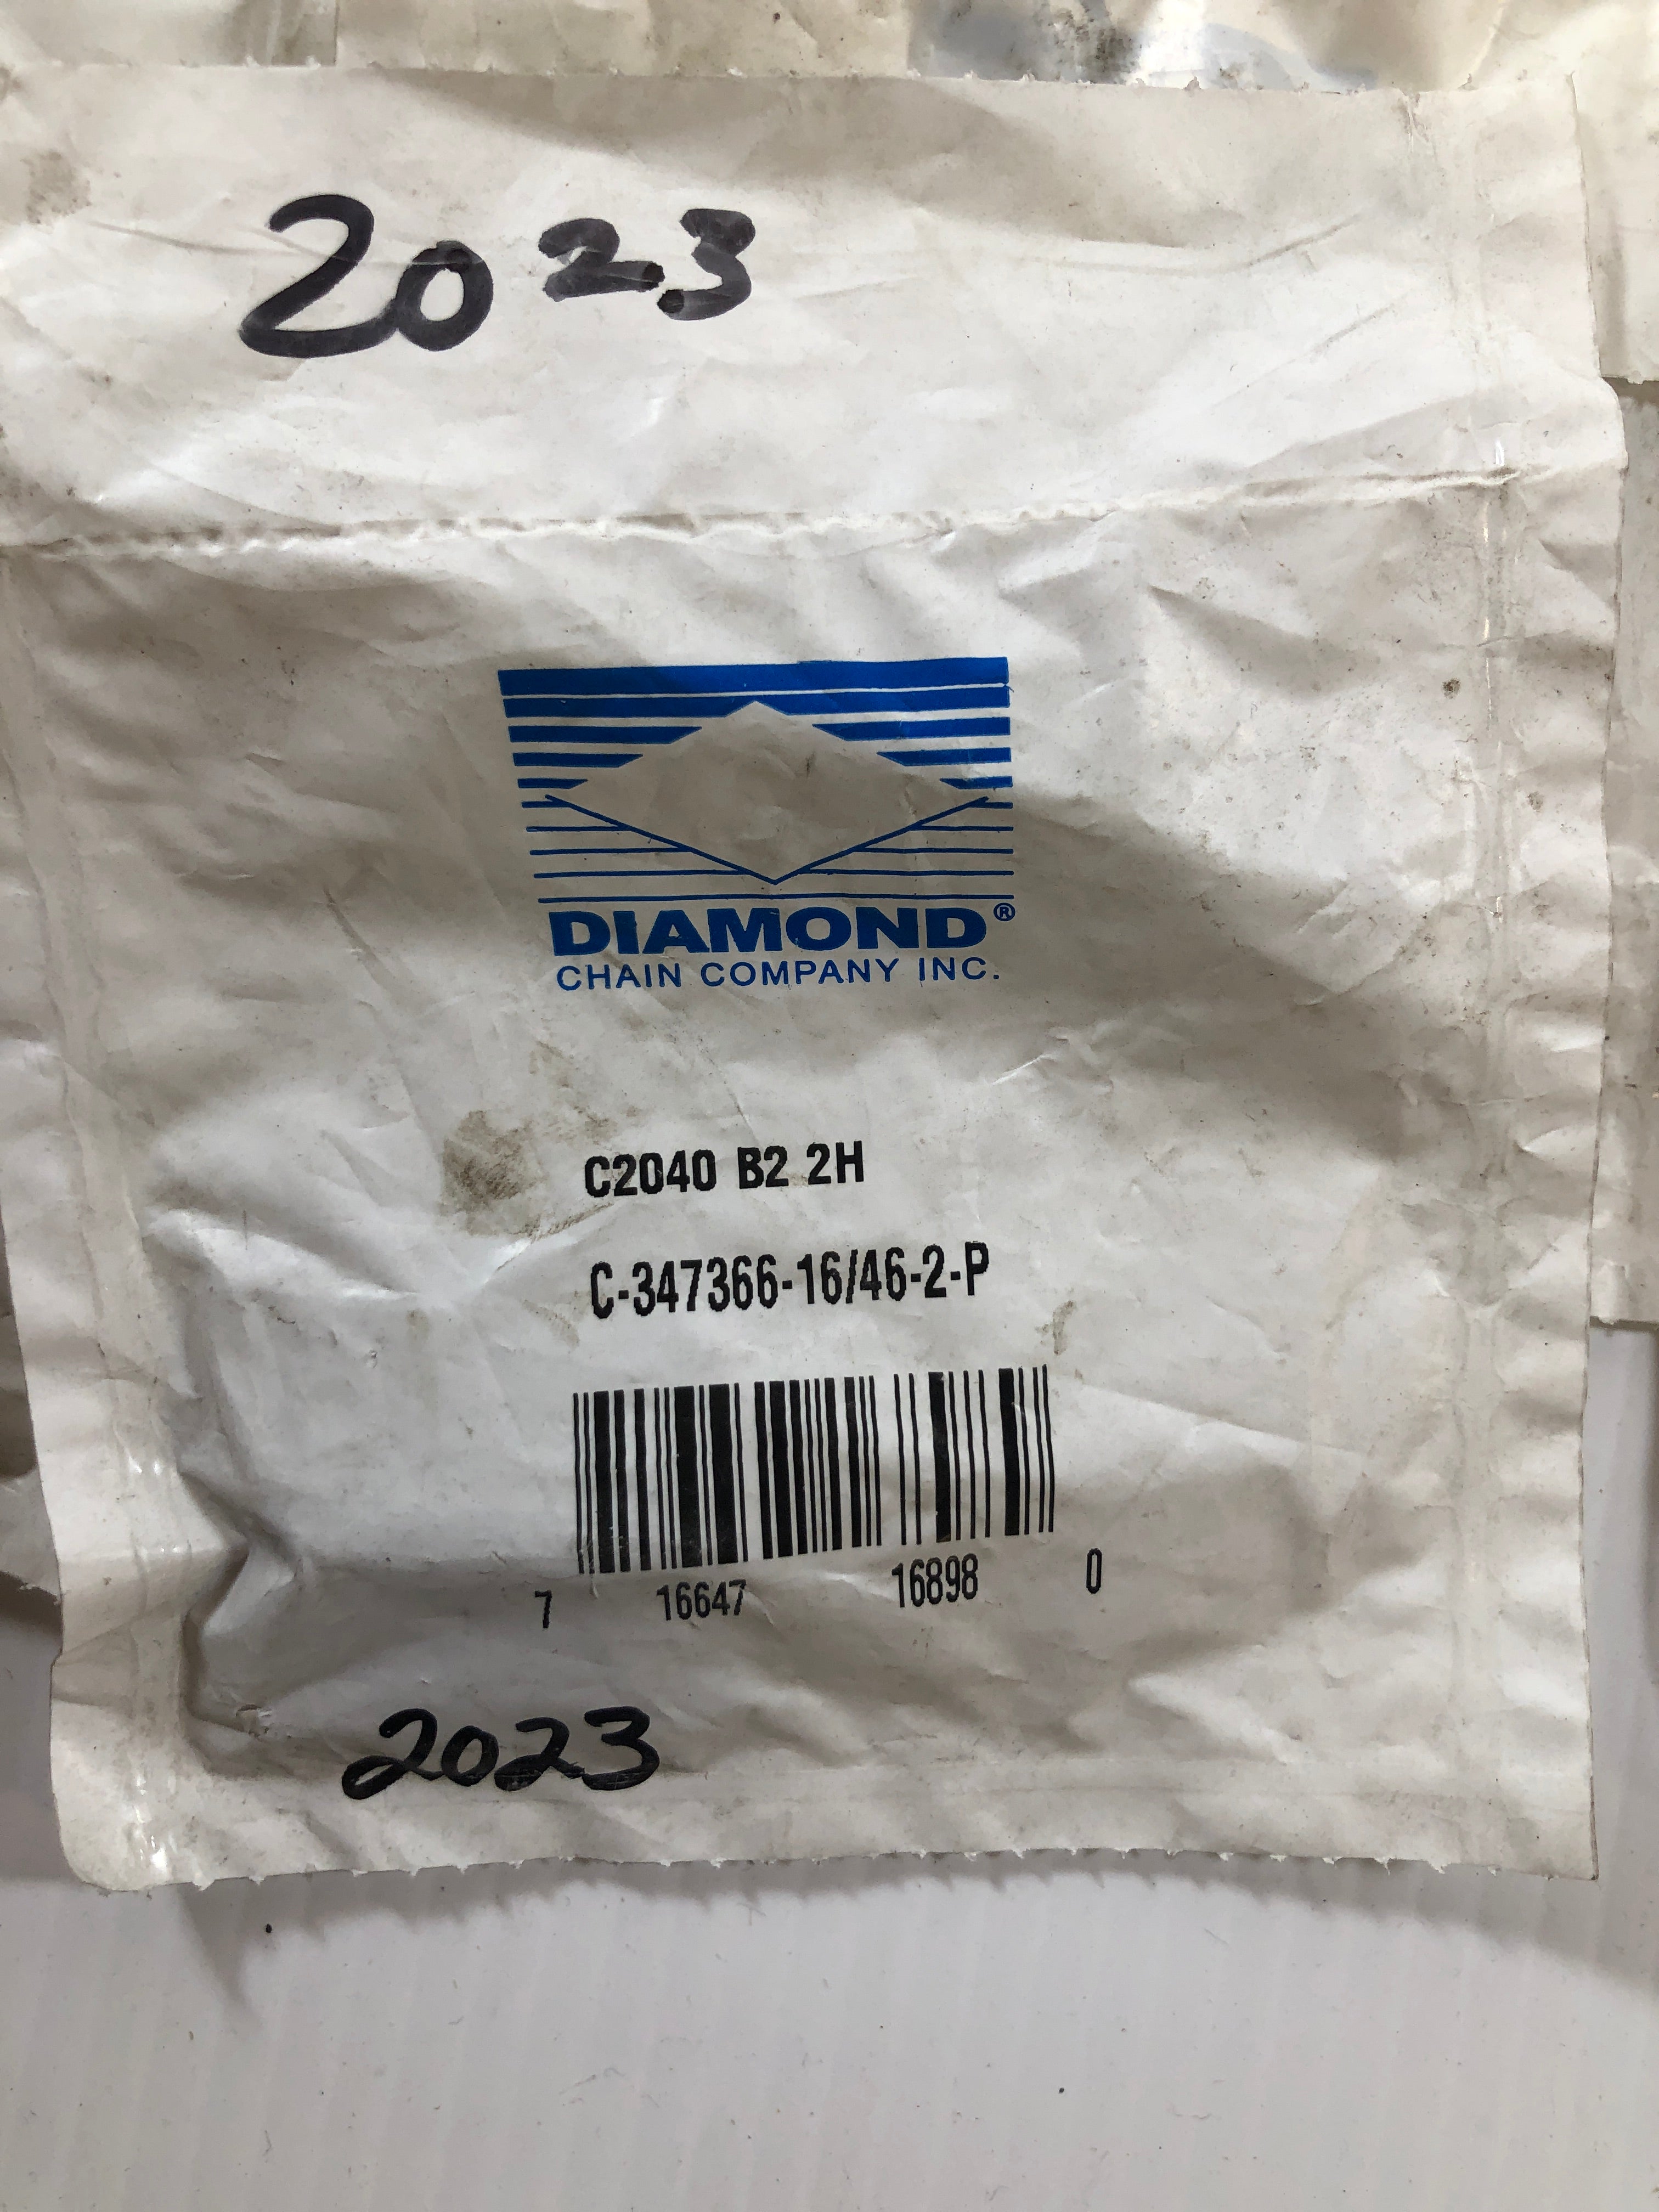 2023
DIAMOND®
CHAIN COMPANY INC.
C2040 B2 2H
C-347366-16/46-2-P
7 16647 16898 0
2023